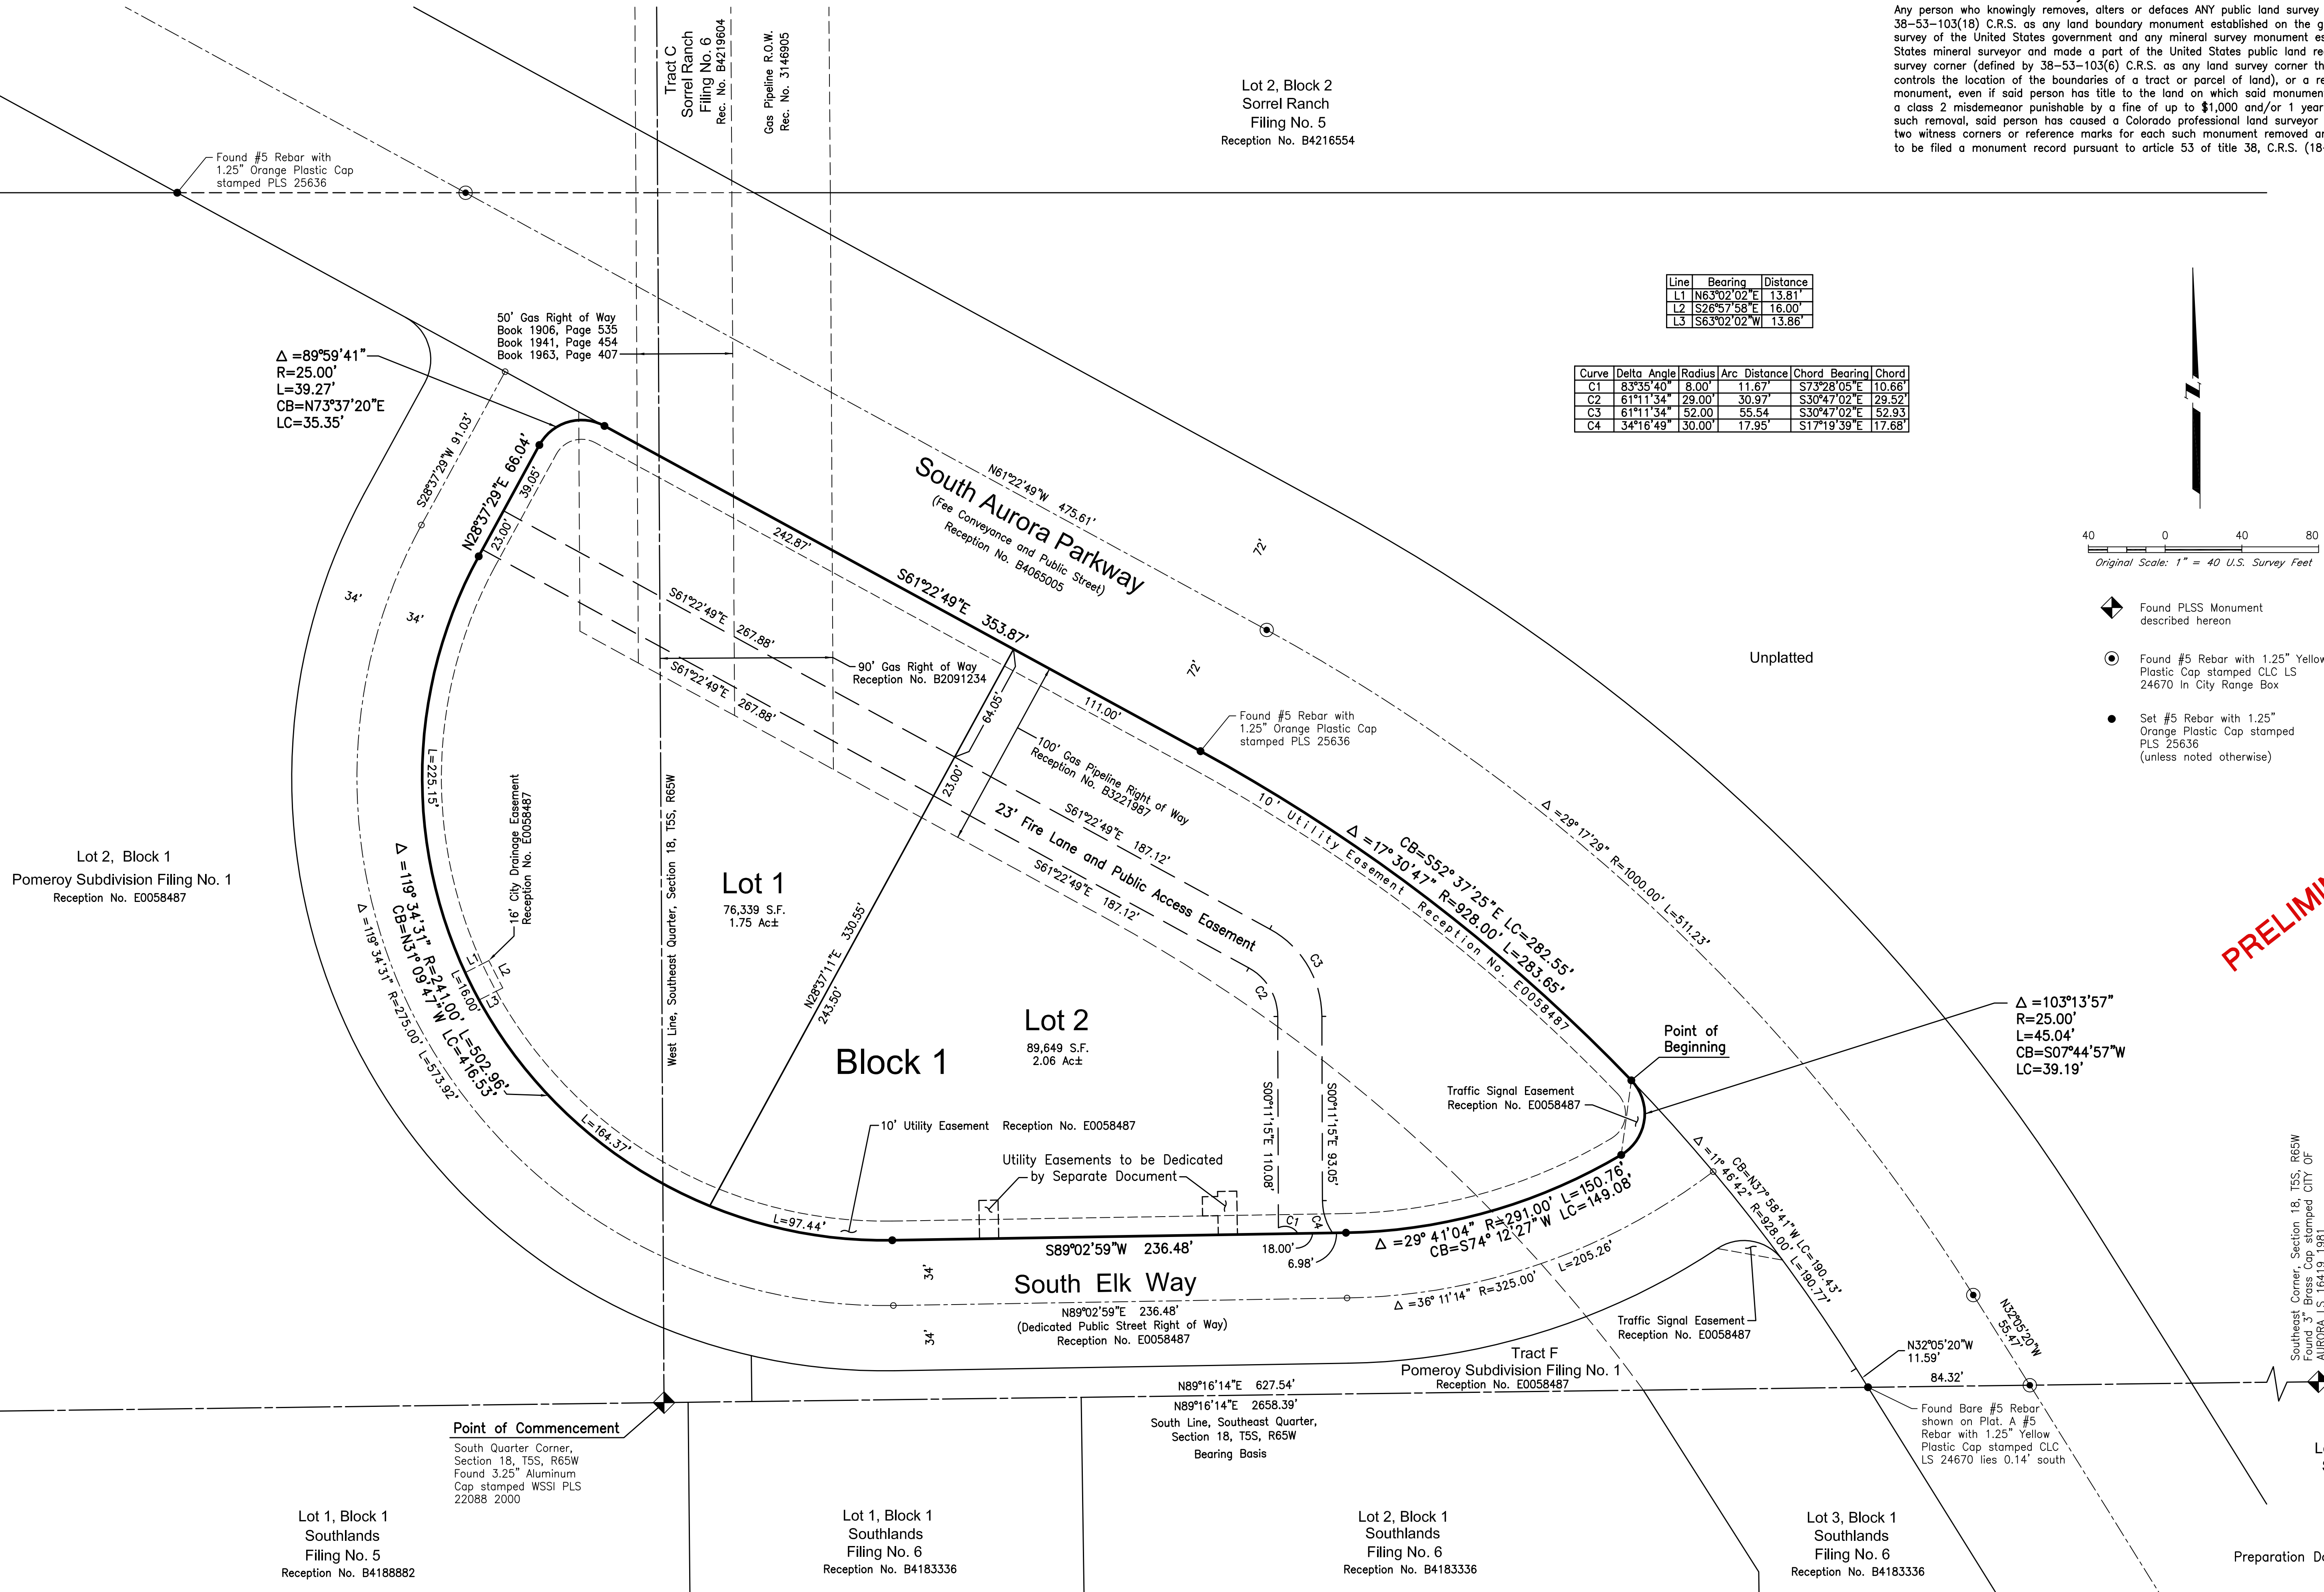 Any person who knowingly removes, alters or defaces ANY public land survey
38–53–103(18) C.R.S. as any land boundary monument established on the g
survey of the United States government and any mineral survey monument es
States mineral surveyor and made a part of the United States public land re
survey corner (defined by 38–53–103(6) C.R.S. as any land survey corner th
controls the location of the boundaries of a tract or parcel of land), or a re
monument, even if said person has title to the land on which said monument
a class 2 misdemeanor punishable by a fine of up to $1,000 and/or 1 year
such removal, said person has caused a Colorado professional land surveyor
two witness corners or reference marks for each such monument removed a
to be filed a monument record pursuant to article 53 of title 38, C.R.S. (18-
Tract C
Sorrel Ranch
Filing No. 6
Rec. No. B4219604
Gas Pipeline R.O.W.
Rec. No. 3146905
Lot 2, Block 2
Sorrel Ranch
Filing No. 5
Reception No. B4216554
Found #5 Rebar with
1.25" Orange Plastic Cap
stamped PLS 25636
Line Bearing Distance
L1 N63°02'02"E 13.81'
L2 S26°57'58"E 16.00'
L3 S63°02'02"W 13.86'
Curve Delta Angle Radius Arc Distance Chord Bearing Chord
C1 83°35'40" 8.00' 11.67' S73°28'05"E 10.66'
C2 61°11'34" 29.00' 30.97' S30°47'02"E 29.52'
C3 61°11'34" 52.00 55.54 S30°47'02"E 52.93
C4 34°16'49" 30.00' 17.95' S17°19'39"E 17.68'
50' Gas Right of Way
Book 1906, Page 535
Book 1941, Page 454
Book 1963, Page 407
Δ =89°59'41"
R=25.00'
L=39.27'
CB=N73°37'20"E
LC=35.35'
S28°37'29"W 91.03'
N28°37'29"E 66.04'
39.05'
23.00'
242.87'
South Aurora Parkway
(Fee Conveyance and Public Street)
Reception No. B4065005
N61°22'49"W 475.61'
72'
72'
S61°22'49"E 353.87'
S61°22'49"E 267.88'
S61°22'49"E 267.88'
90' Gas Right of Way
Reception No. B2091234
64.05'
23.00'
111.00'
34'
34'
N
40 0 40 80
Original Scale: 1" = 40 U.S. Survey Feet
Found PLSS Monument
described hereon
Found #5 Rebar with 1.25" Yellow
Plastic Cap stamped CLC LS
24670 In City Range Box
Set #5 Rebar with 1.25"
Orange Plastic Cap stamped
PLS 25636
(unless noted otherwise)
Unplatted
Found #5 Rebar with
1.25" Orange Plastic Cap
stamped PLS 25636
100' Gas Pipeline Right of Way
Reception No. B3221987
S61°22'49"E 187.12'
23' Fire Lane and Public Access Easement
S61°22'49"E 187.12'
10' Utility Easement Reception No. E0058487
CB=S52°37'25"E LC=282.55'
Δ =17°30'47" R=928.00' L=283.65'
Δ =29°17'29" R=1000.00' L=511.23'
PRELIMIN
Lot 2, Block 1
Pomeroy Subdivision Filing No. 1
Reception No. E0058487
L=225.15'
16' City Drainage Easement
Reception No. E0058487
West Line, Southeast Quarter, Section 18, T5S, R65W
Lot 1
76,339 S.F.
1.75 Ac±
N28°37'11"E 330.55'
243.50'
L1
L2
L3
L=16.00'
Δ =119°34'31" R=241.00' L=502.96'
CB=N31°09'47"W LC=416.53'
Δ =119°34'31" R=275.00' L=573.92'
L=164.37'
Lot 2
89,649 S.F.
2.06 Ac±
Block 1
C3
C2
S00°11'15"E 110.08'
S00°11'15"E 93.05'
Point of
Beginning
Δ =103°13'57"
R=25.00'
L=45.04'
CB=S07°44'57"W
LC=39.19'
Traffic Signal Easement
Reception No. E0058487
10' Utility Easement Reception No. E0058487
Utility Easements to be Dedicated
by Separate Document
L=97.44'
S89°02'59"W 236.48'
C1
C4
18.00'
6.98'
Δ =29°41'04" R=291.00' L=150.76'
CB=S74°12'27"W LC=149.08'
L=205.26'
Δ =36°11'14" R=325.00'
CB=N37°58'41"W LC=190.43'
Δ =11°46'42" R=928.00' L=190.77'
South Elk Way
N89°02'59"E 236.48'
(Dedicated Public Street Right of Way)
Reception No. E0058487
34'
34'
Traffic Signal Easement
Reception No. E0058487
Tract F
Pomeroy Subdivision Filing No. 1
Reception No. E0058487
N32°05'20"W
11.59'
N32°05'20"W
55.47'
84.32'
Southeast Corner, Section 18, T5S, R65W
Found 3" Brass Cap stamped CITY OF
AURORA LS 16419 1981
N89°16'14"E 627.54'
N89°16'14"E 2658.39'
South Line, Southeast Quarter,
Section 18, T5S, R65W
Bearing Basis
Point of Commencement
South Quarter Corner,
Section 18, T5S, R65W
Found 3.25" Aluminum
Cap stamped WSSI PLS
22088 2000
Found Bare #5 Rebar
shown on Plat. A #5
Rebar with 1.25" Yellow
Plastic Cap stamped CLC
LS 24670 lies 0.14' south
Lot 1, Block 1
Southlands
Filing No. 5
Reception No. B4188882
Lot 1, Block 1
Southlands
Filing No. 6
Reception No. B4183336
Lot 2, Block 1
Southlands
Filing No. 6
Reception No. B4183336
Lot 3, Block 1
Southlands
Filing No. 6
Reception No. B4183336
Preparation Da